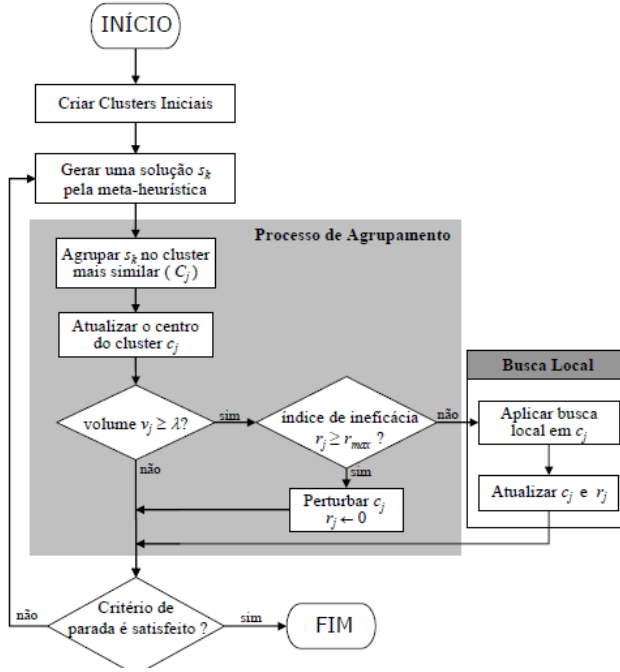 INÍCIO
Criar Clusters Iniciais
Gerar uma solução sₖ
pela meta-heurística
Processo de Agrupamento
Agrupar sₖ no cluster
mais similar ( Cⱼ )
Atualizar o centro
do cluster cⱼ
volume vⱼ ≥ λ?
sim
índice de ineficácia
rⱼ ≥ rₘₐₓ ?
não
Busca Local
Aplicar busca
local em cⱼ
Atualizar cⱼ e rⱼ
não
sim
Perturbar cⱼ
rⱼ ← 0
não
Critério de
parada é satisfeito ?
sim
FIM